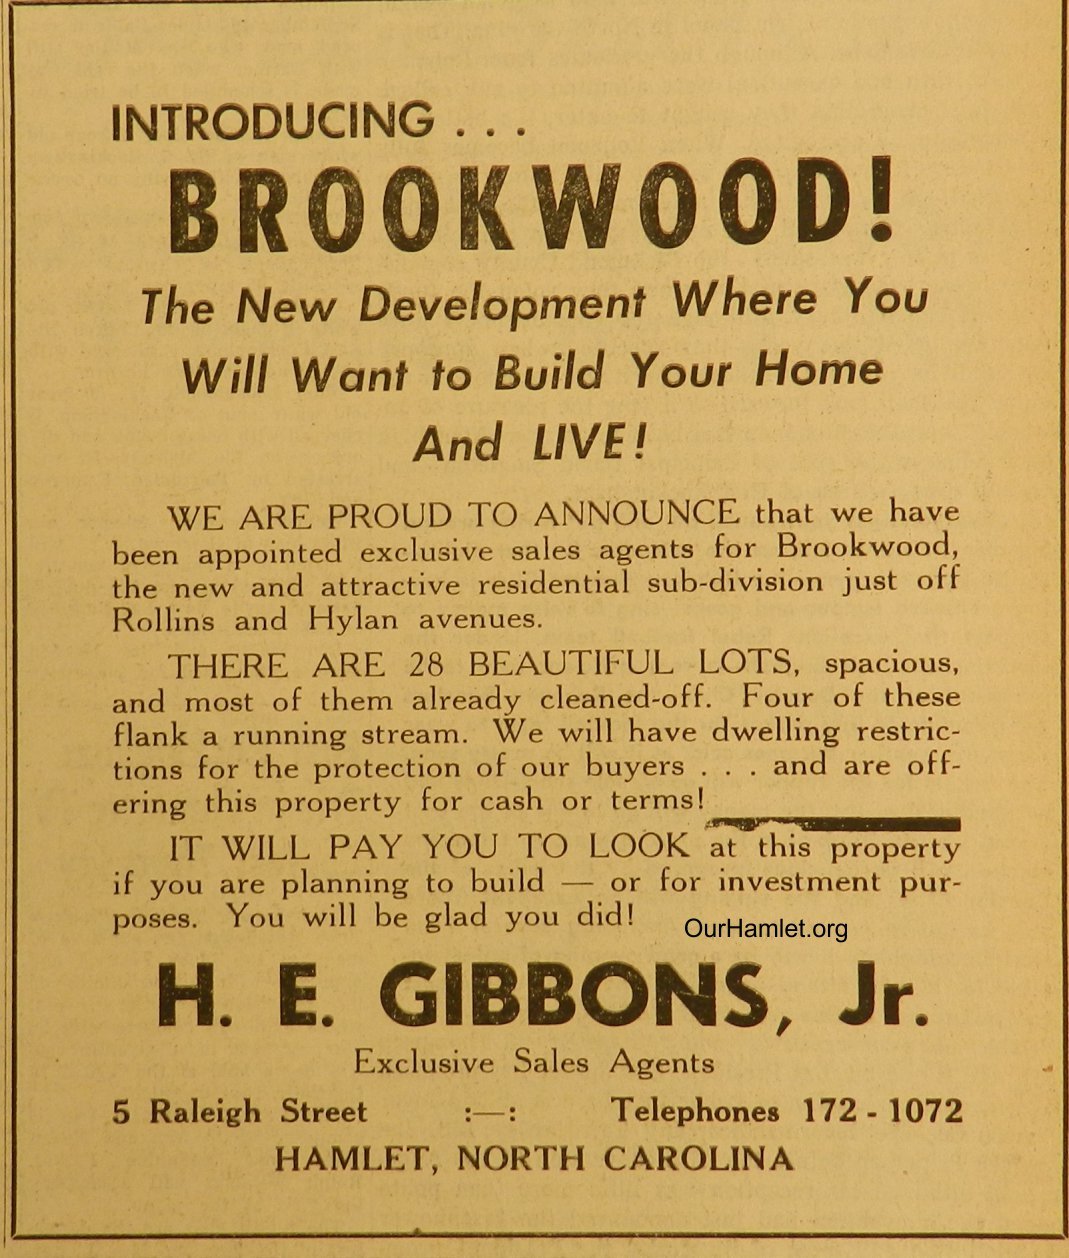 INTRODUCING . . .
BROOKWOOD!
The New Development Where You
Will Want to Build Your Home
And LIVE!
WE ARE PROUD TO ANNOUNCE that we have
been appointed exclusive sales agents for Brookwood,
the new and attractive residential sub-division just off
Rollins and Hylan avenues.
THERE ARE 28 BEAUTIFUL LOTS, spacious,
and most of them already cleaned-off. Four of these
flank a running stream. We will have dwelling restric-
tions for the protection of our buyers . . . and are off-
ering this property for cash or terms!
IT WILL PAY YOU TO LOOK at this property
if you are planning to build — or for investment pur-
poses. You will be glad you did!
OurHamlet.org
H. E. GIBBONS, Jr.
Exclusive Sales Agents
5 Raleigh Street :—: Telephones 172 - 1072
HAMLET, NORTH CAROLINA